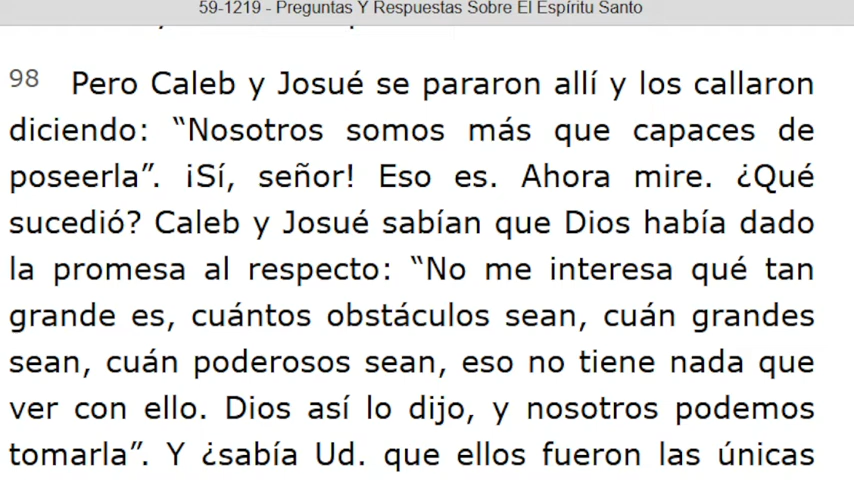 59-1219 - Preguntas Y Respuestas Sobre El Espíritu Santo
98 Pero Caleb y Josué se pararon allí y los callaron
diciendo: “Nosotros somos más que capaces de
poseerla”. ¡Sí, señor! Eso es. Ahora mire. ¿Qué
sucedió? Caleb y Josué sabían que Dios había dado
la promesa al respecto: “No me interesa qué tan
grande es, cuántos obstáculos sean, cuán grandes
sean, cuán poderosos sean, eso no tiene nada que
ver con ello. Dios así lo dijo, y nosotros podemos
tomarla”. Y ¿sabía Ud. que ellos fueron las únicas